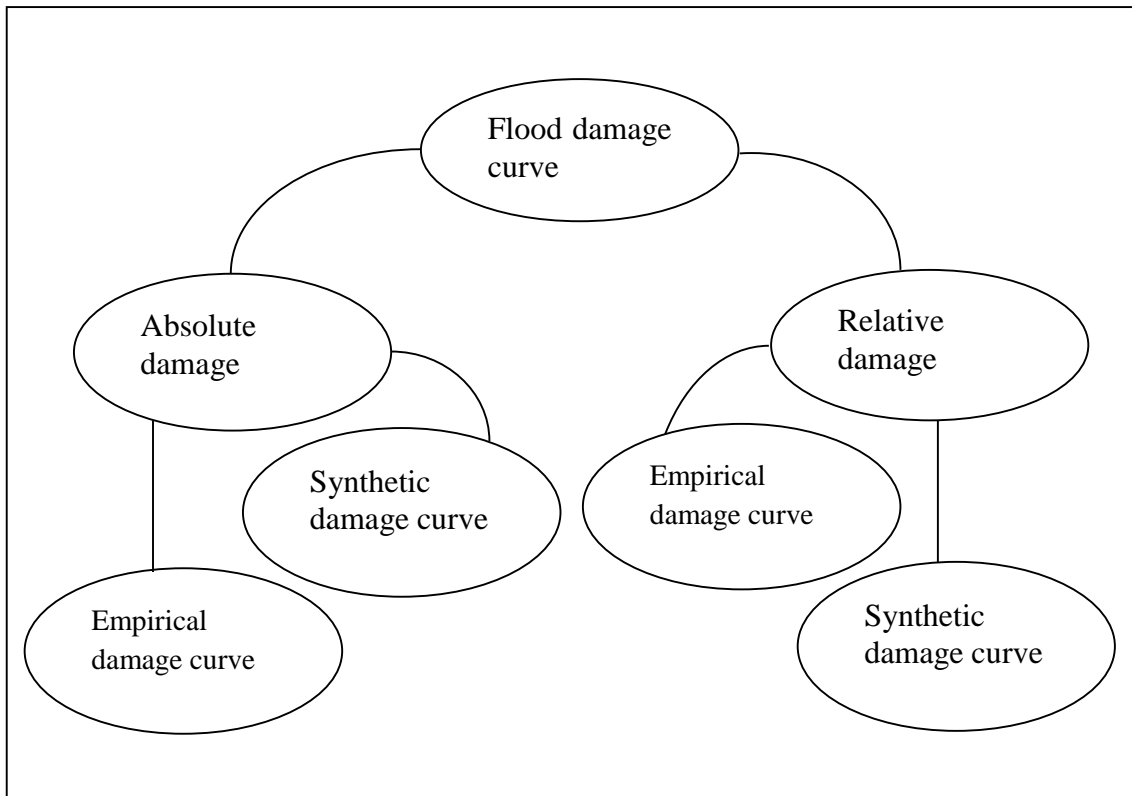 Flood damage
curve
Absolute
damage
Relative
damage
Synthetic
damage curve
Empirical
damage curve
Empirical
damage curve
Synthetic
damage curve